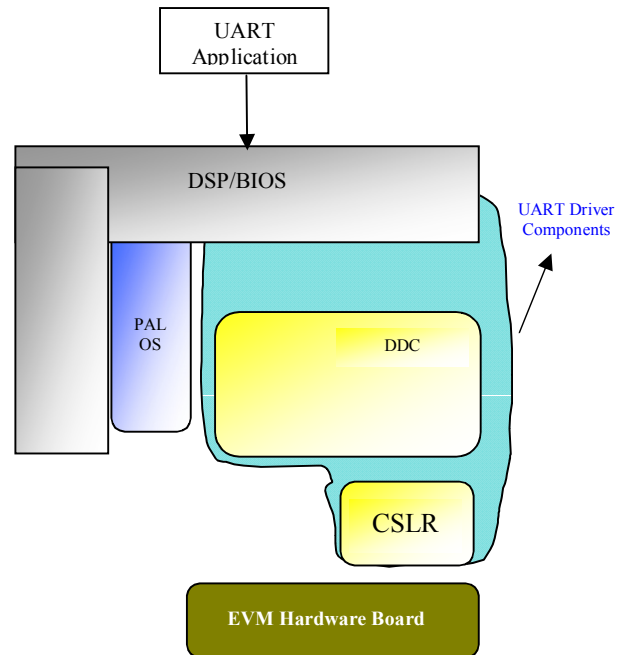 UART
Application
DSP/BIOS
UART Driver
Components
PAL
OS
DDC
CSLR
EVM Hardware Board